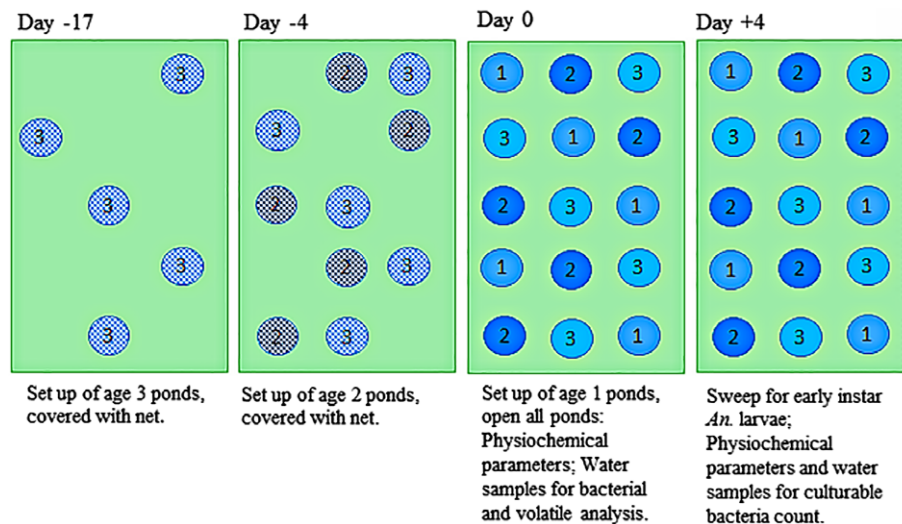 Day -17
Day -4
Day 0
Day +4
3
3
3
3
3
2 3
3 2
2 3
2 3
2 3
1 2 3
3 1 2
2 3 1
1 2 3
2 3 1
1 2 3
3 1 2
2 3 1
1 2 3
2 3 1
Set up of age 3 ponds,
covered with net.
Set up of age 2 ponds,
covered with net.
Set up of age 1 ponds,
open all ponds:
Physiochemical
parameters; Water
samples for bacterial
and volatile analysis.
Sweep for early instar
An. larvae;
Physiochemical
parameters and water
samples for culturable
bacteria count.